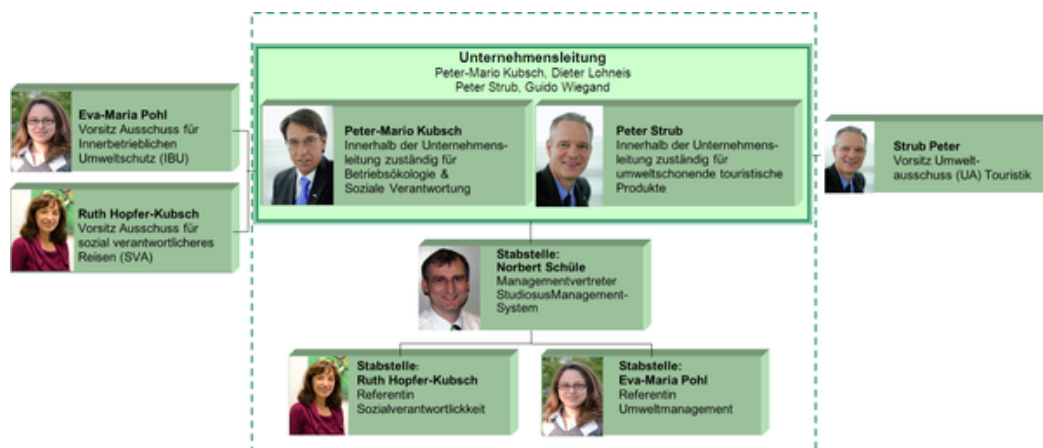 Unternehmensleitung
Peter-Mario Kubsch, Dieter Lohneis
Peter Strub, Guido Wiegand
Eva-Maria Pohl
Vorsitz Ausschuss für
Innerbetrieblichen
Umweltschutz (IBU)
Ruth Hopfer-Kubsch
Vorsitz Ausschuss für
sozial verantwortlicheres
Reisen (SVA)
Peter-Mario Kubsch
Innerhalb der Unternehmens-
leitung zuständig für
Betriebsökologie &
Soziale Verantwortung
Peter Strub
Innerhalb der Unternehmens-
leitung zuständig für
umweltschonende touristische
Produkte
Strub Peter
Vorsitz Umwelt-
ausschuss (UA) Touristik
Stabstelle:
Norbert Schüle
Managementvertreter
StudiosusManagement-
System
Stabstelle:
Ruth Hopfer-Kubsch
Referentin
Sozialverantwortlickkeit
Stabstelle:
Eva-Maria Pohl
Referentin
Umweltmanagement